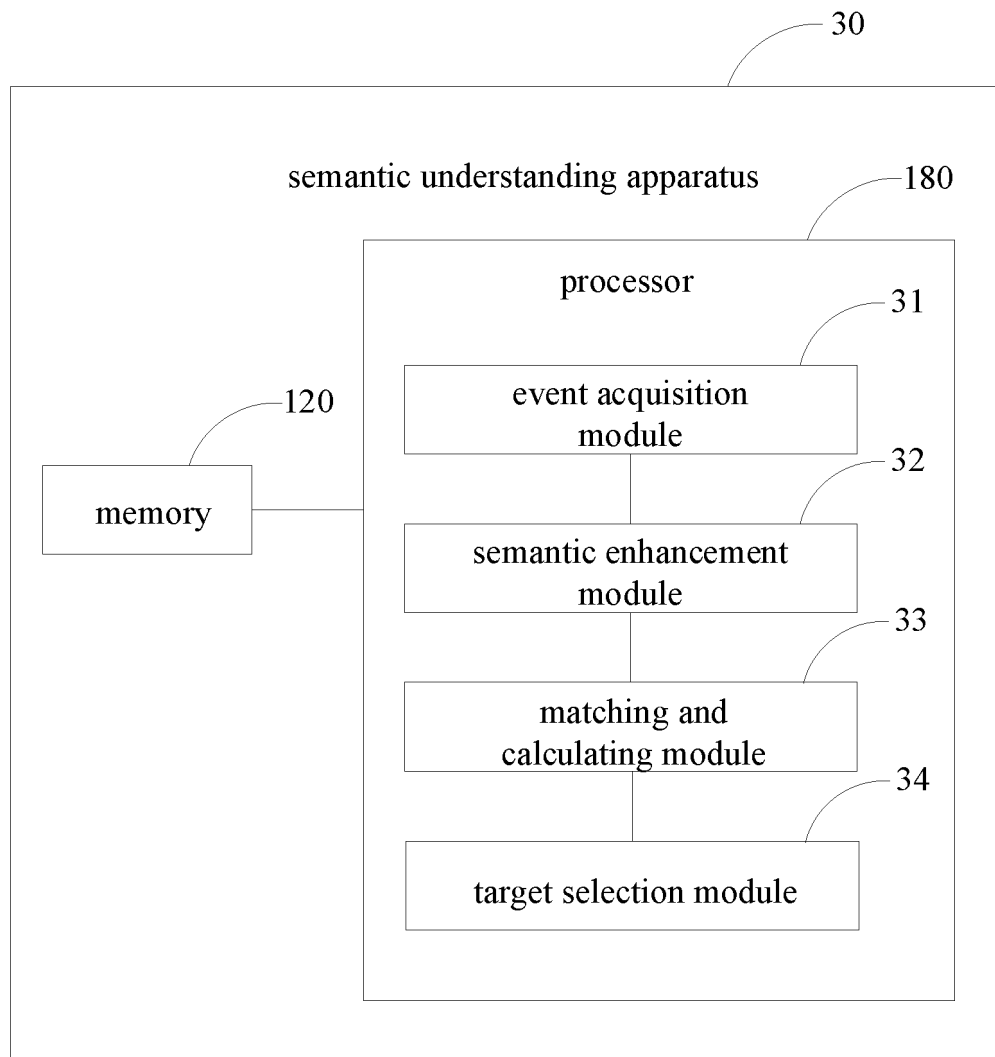 30
semantic understanding apparatus
180
processor
31
event acquisition
module
120
memory
32
semantic enhancement
module
33
matching and
calculating module
34
target selection module